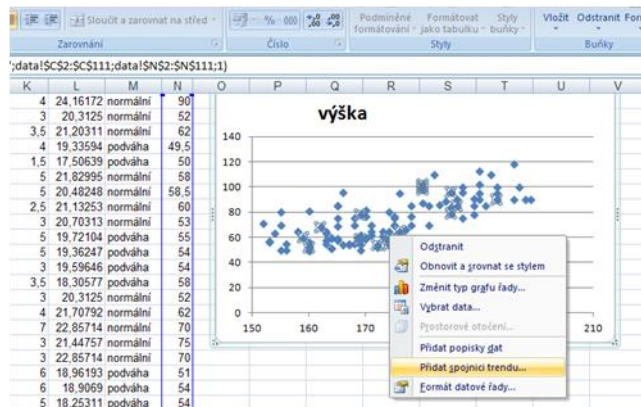 Sloučit a zarovnat na střed
% 000
Podmíněné formátování
Formátovat jako tabulku
Styly buňky
Vložit Odstranit For
Zarovnání
Číslo
Styly
Buňky
;data!$C$2:$C$111;data!$N$2:$N$111;1)
K L M N O P Q R S T U V
4 24,16172 normální 90
3 20,3125 normální 52
3,5 21,20311 normální 62
4 19,33594 podváha 49,5
1,5 17,50639 podváha 50
5 21,82995 normální 58
5 20,48248 normální 58,5
2,5 21,13253 normální 60
3 20,70313 normální 53
5 19,72104 podváha 55
5 19,36247 podváha 54
3 19,59646 podváha 54
3,5 18,30577 podváha 58
3 20,3125 normální 52
4 21,70792 normální 62
7 22,85714 normální 70
3 21,44757 normální 75
3 22,85714 normální 70
6 18,96193 podváha 51
6 18,9069 podváha 54
5 18,25311 podváha 54
výška
140
120
100
80
60
40
20
0
150 160 170 210
Odstranit
Obnovit a srovnat se stylem
Změnit typ grafu řady...
Vybrat data...
Prostorové otočení...
Přidat popisky dat
Přidat spojnici trendu...
Formát datové řady...